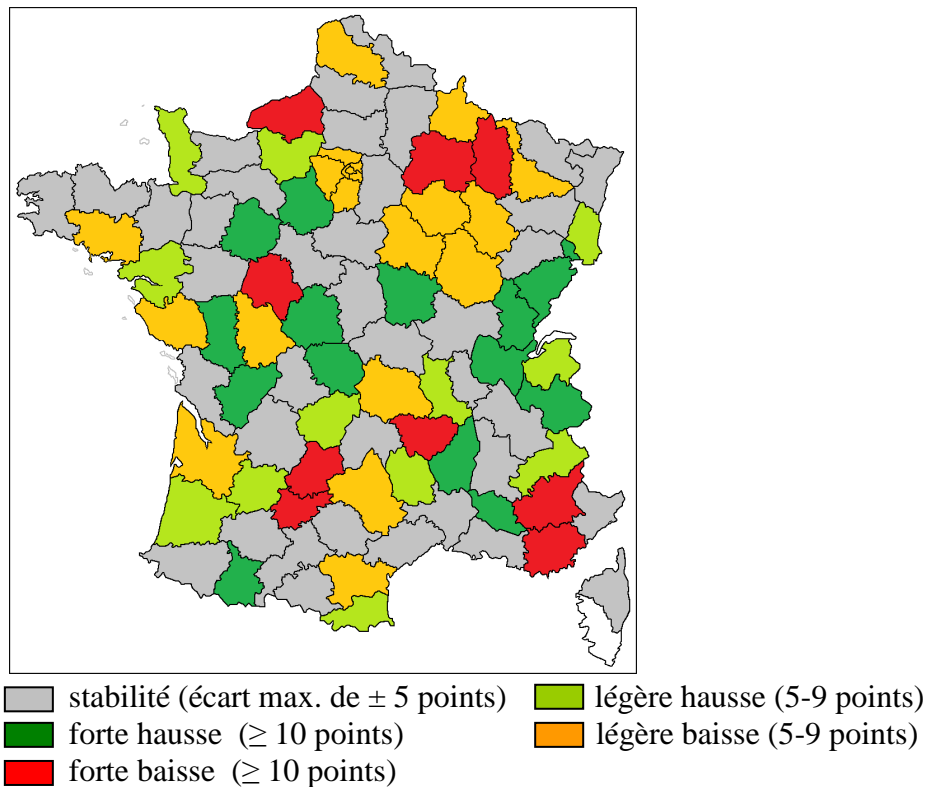 stabilité (écart max. de ± 5 points)
légère hausse (5-9 points)
forte hausse (≥ 10 points)
légère baisse (5-9 points)
forte baisse (≥ 10 points)